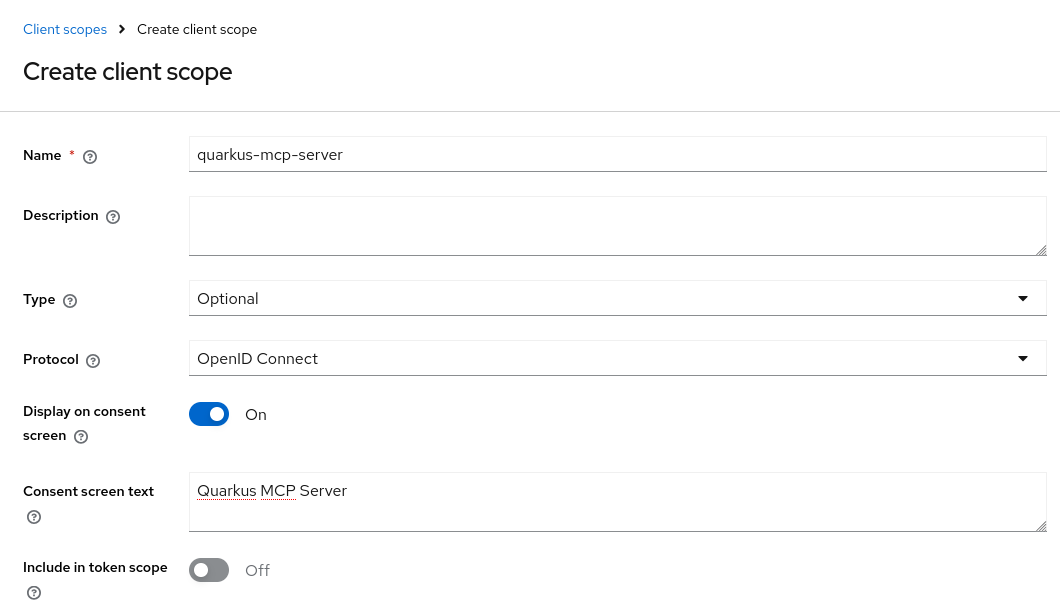 Client scopes > Create client scope
Create client scope
Name * quarkus-mcp-server
Description
Type Optional
Protocol OpenID Connect
Display on consent
screen On
Consent screen text Quarkus MCP Server
Include in token scope Off